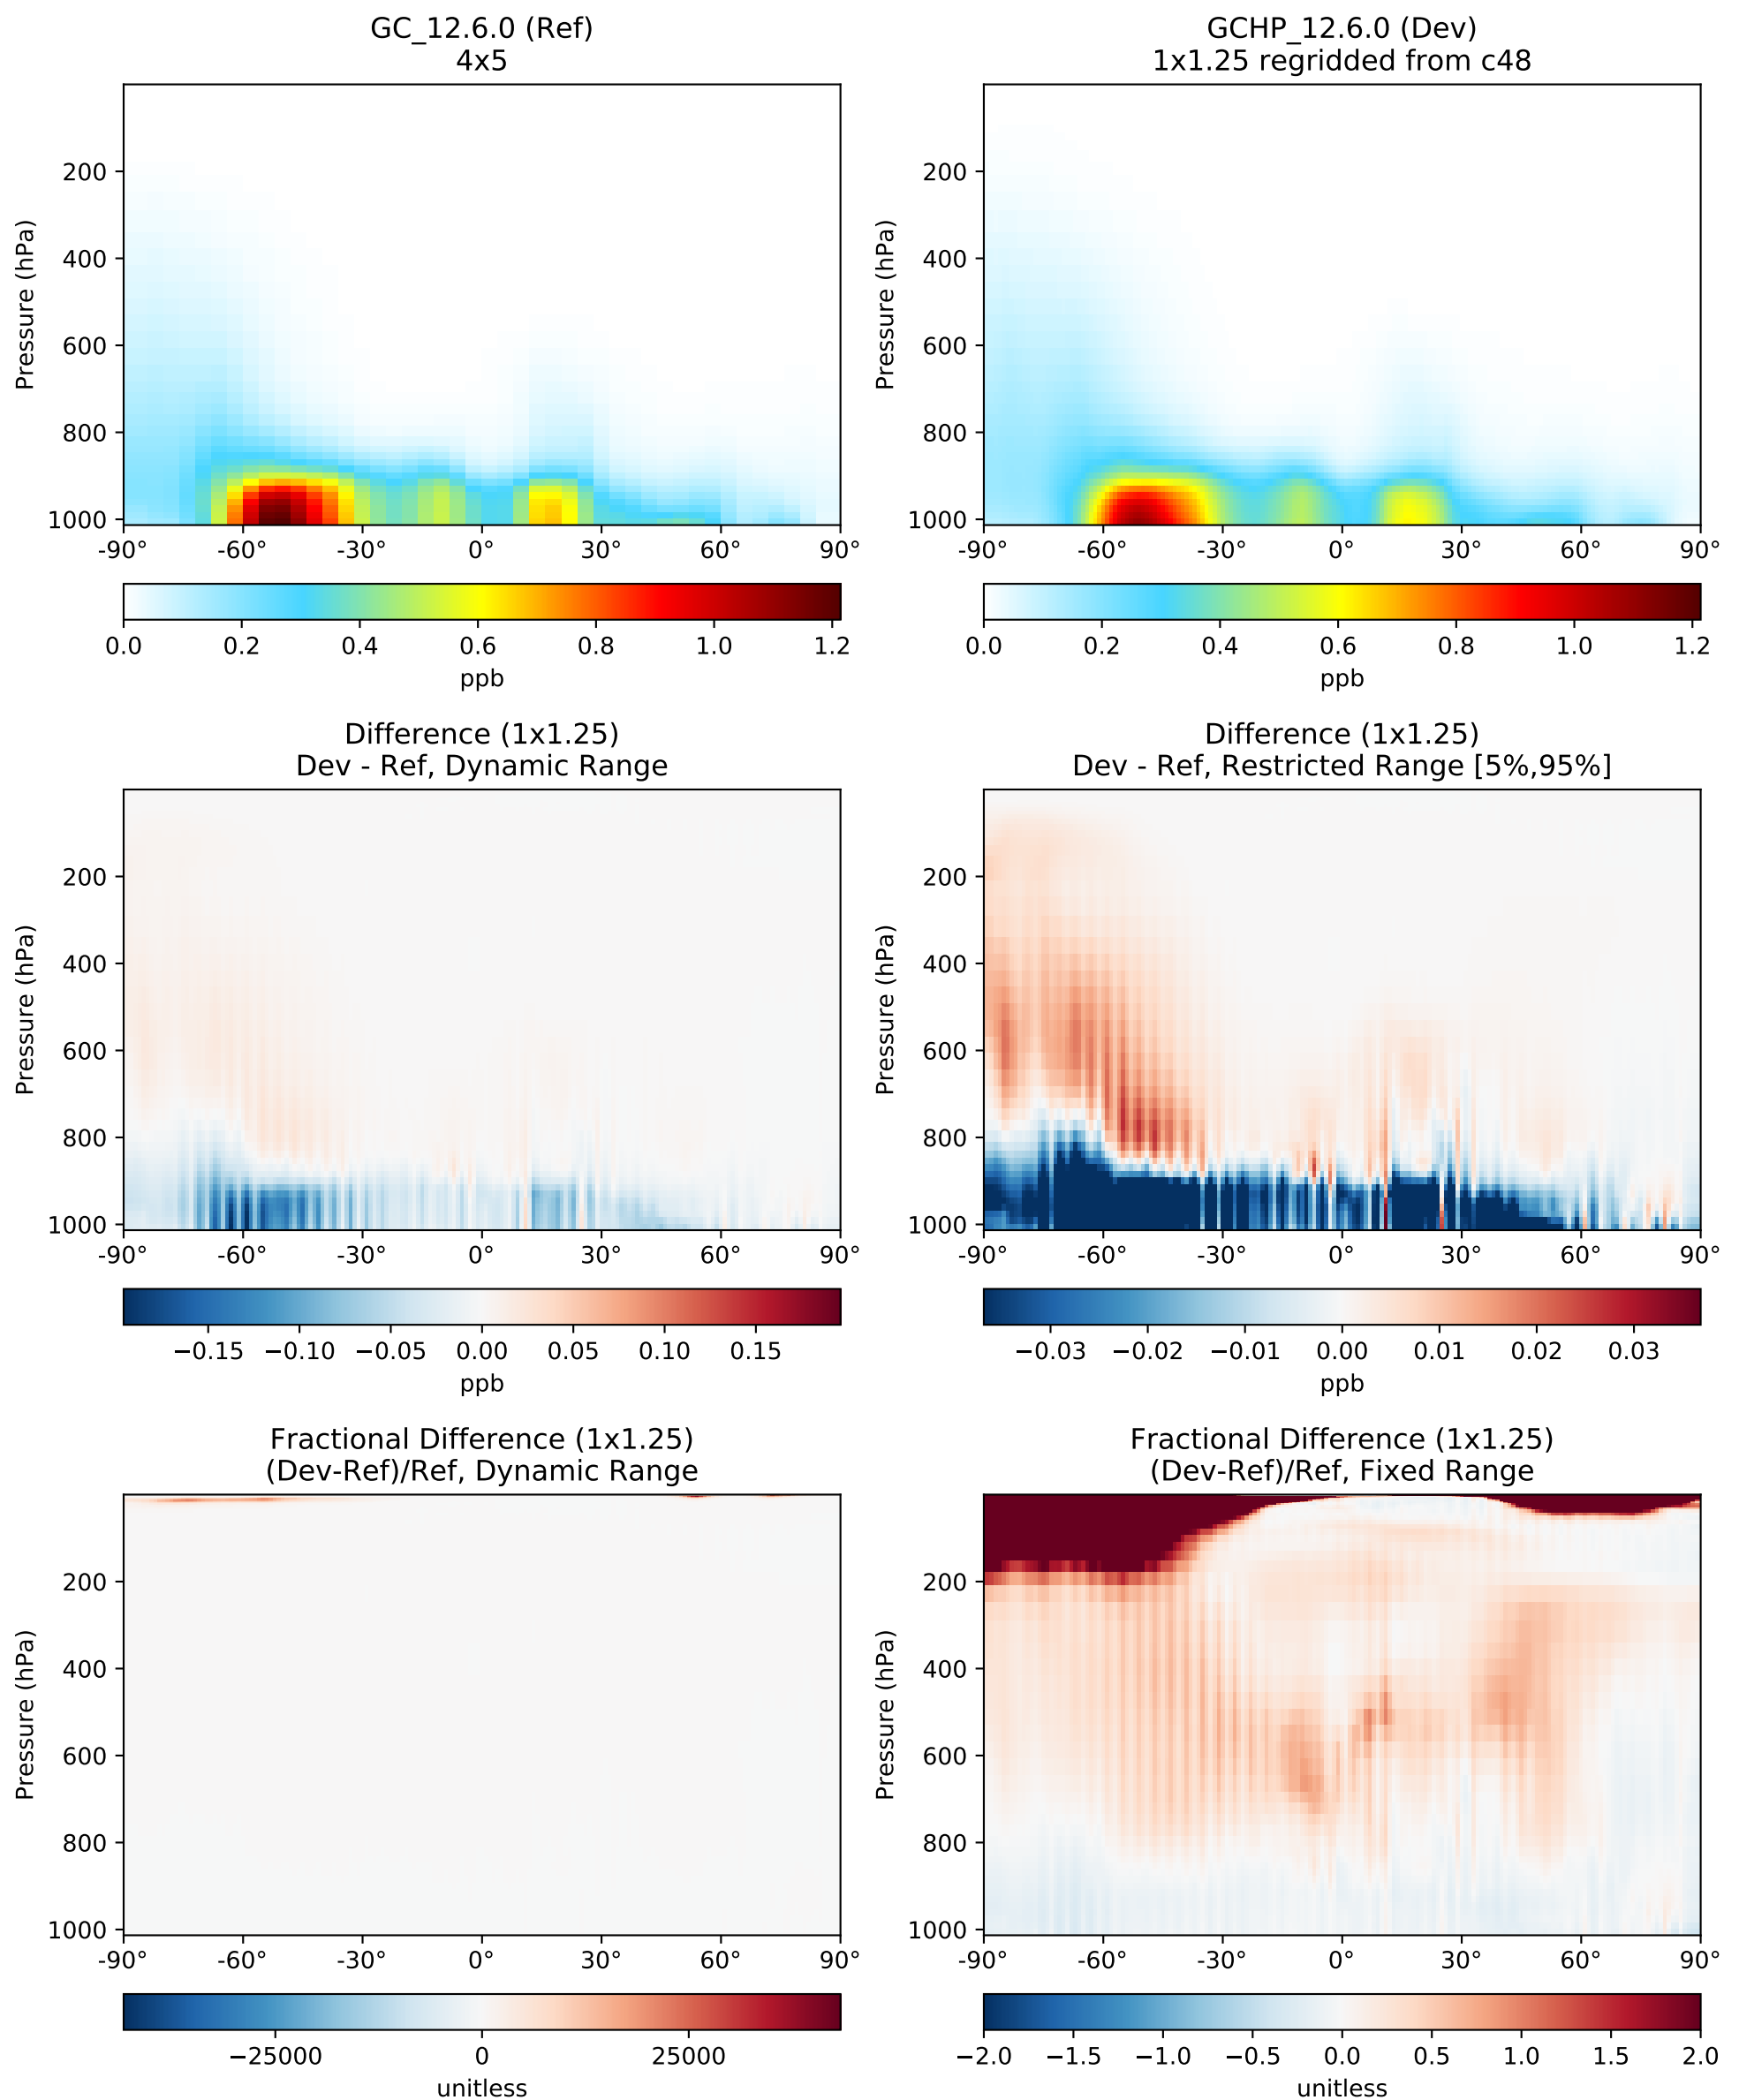 GC_12.6.0 (Ref)
4x5
200
400
600
800
1000
Pressure (hPa)
-90° -60° -30° 0° 30° 60° 90°
0.0 0.2 0.4 0.6 0.8 1.0 1.2
ppb
GCHP_12.6.0 (Dev)
1x1.25 regridded from c48
200
400
600
800
1000
Pressure (hPa)
-90° -60° -30° 0° 30° 60° 90°
0.0 0.2 0.4 0.6 0.8 1.0 1.2
ppb
Difference (1x1.25)
Dev - Ref, Dynamic Range
200
400
600
800
1000
Pressure (hPa)
-90° -60° -30° 0° 30° 60° 90°
−0.15 −0.10 −0.05 0.00 0.05 0.10 0.15
ppb
Difference (1x1.25)
Dev - Ref, Restricted Range [5%,95%]
200
400
600
800
1000
Pressure (hPa)
-90° -60° -30° 0° 30° 60° 90°
−0.03 −0.02 −0.01 0.00 0.01 0.02 0.03
ppb
Fractional Difference (1x1.25)
(Dev-Ref)/Ref, Dynamic Range
200
400
600
800
1000
Pressure (hPa)
-90° -60° -30° 0° 30° 60° 90°
−25000 0 25000
unitless
Fractional Difference (1x1.25)
(Dev-Ref)/Ref, Fixed Range
200
400
600
800
1000
Pressure (hPa)
-90° -60° -30° 0° 30° 60° 90°
−2.0 −1.5 −1.0 −0.5 0.0 0.5 1.0 1.5 2.0
unitless